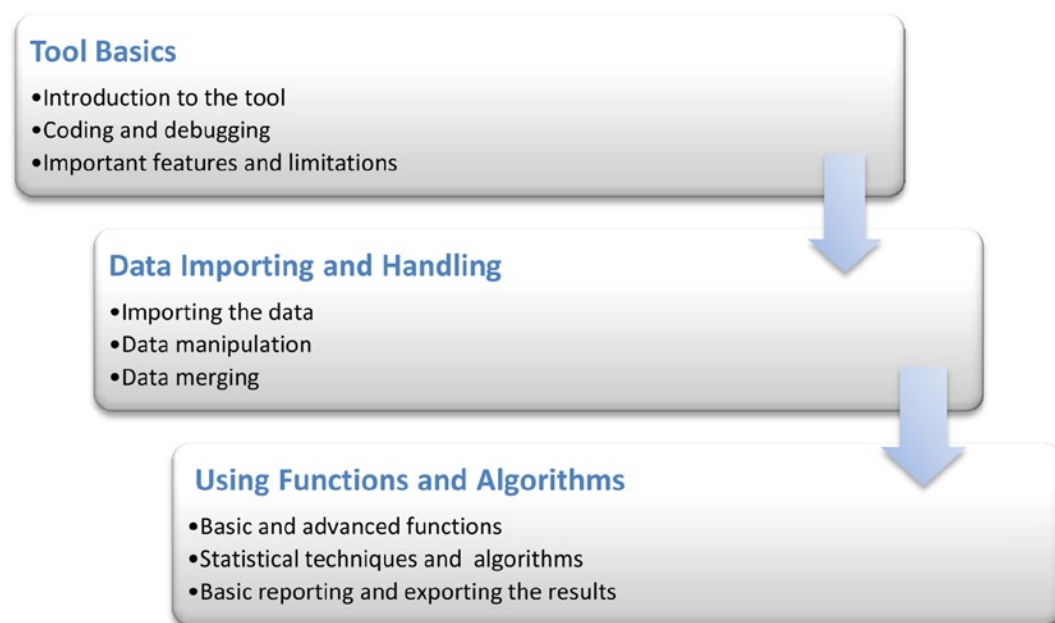 Tool Basics
•Introduction to the tool
•Coding and debugging
•Important features and limitations
Data Importing and Handling
•Importing the data
•Data manipulation
•Data merging
Using Functions and Algorithms
•Basic and advanced functions
•Statistical techniques and  algorithms
•Basic reporting and exporting the results